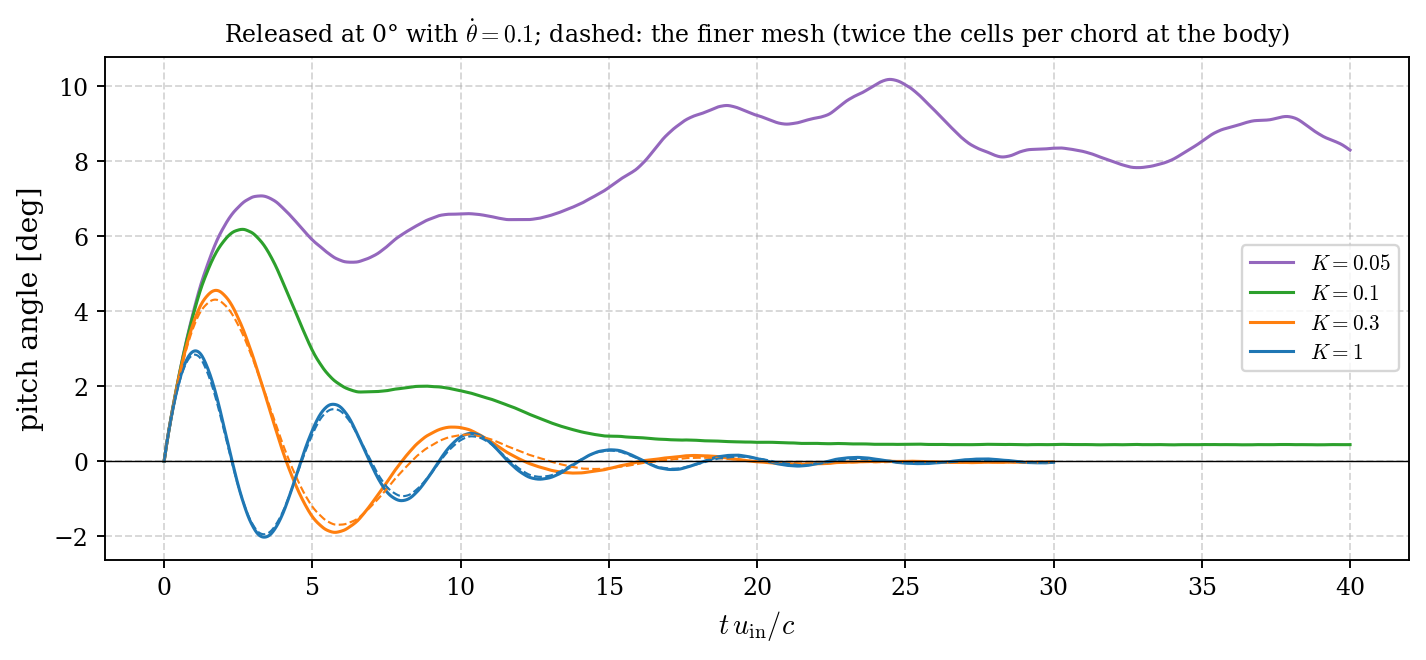 Released at 0° with θ̇ = 0.1; dashed: the finer mesh (twice the cells per chord at the body)
pitch angle [deg]
10
8
6
4
2
0
−2
K = 0.05
K = 0.1
K = 0.3
K = 1
0 5 10 15 20 25 30 35 40
t u_in/c